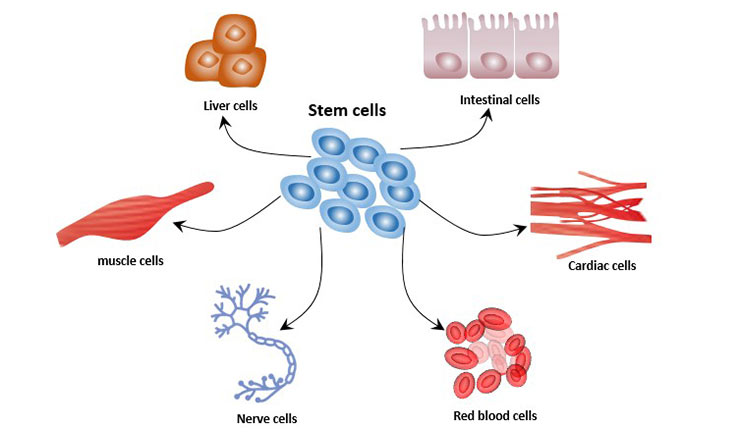 Liver cells
Stem cells
Intestinal cells
muscle cells
Cardiac cells
Nerve cells
Red blood cells